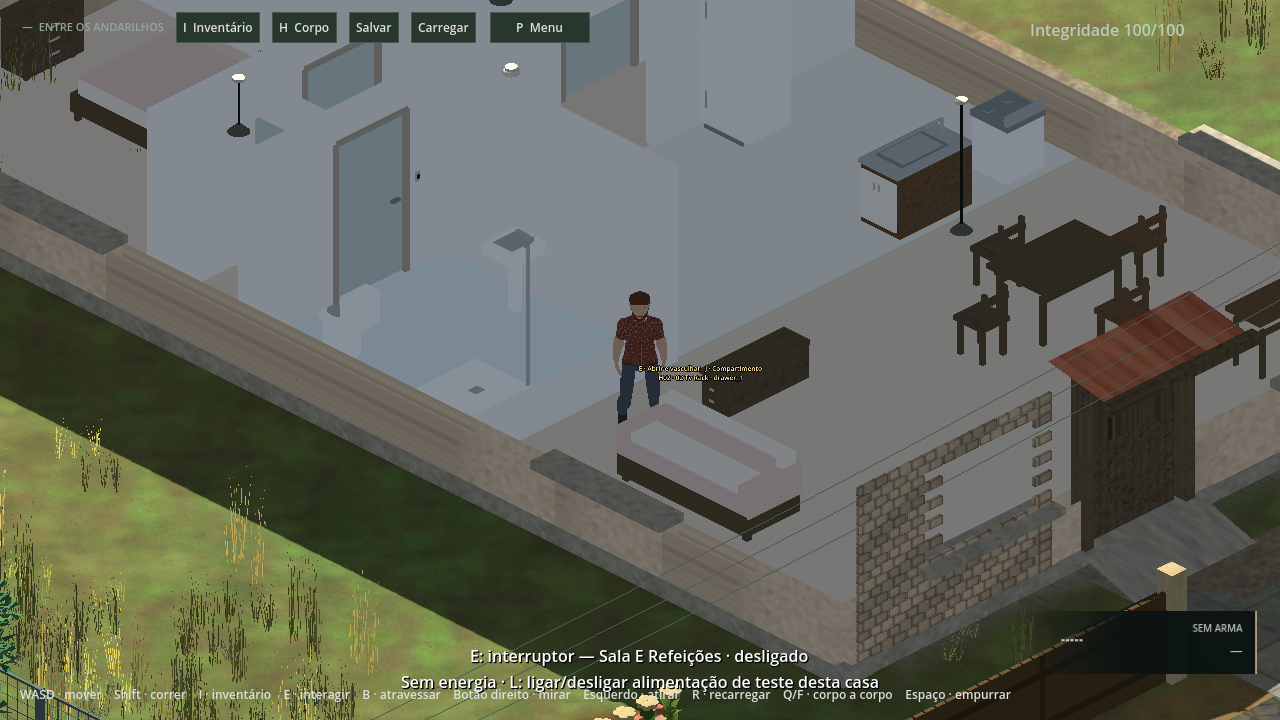 — ENTRE OS ANDARILHOS
I Inventário
H Corpo
Salvar
Carregar
P Menu
Integridade 100/100
E · Abrir e vasculhar · J · Compartimento
SEM ARMA
—
E: interruptor — Sala E Refeições · desligado
Sem energia · L: ligar/desligar alimentação de teste desta casa
WASD · mover Shift · correr I · inventário E · interagir B · atravessar Botão direito · mirar Esquerdo · atirar R · recarregar Q/F · corpo a corpo Espaço · empurrar